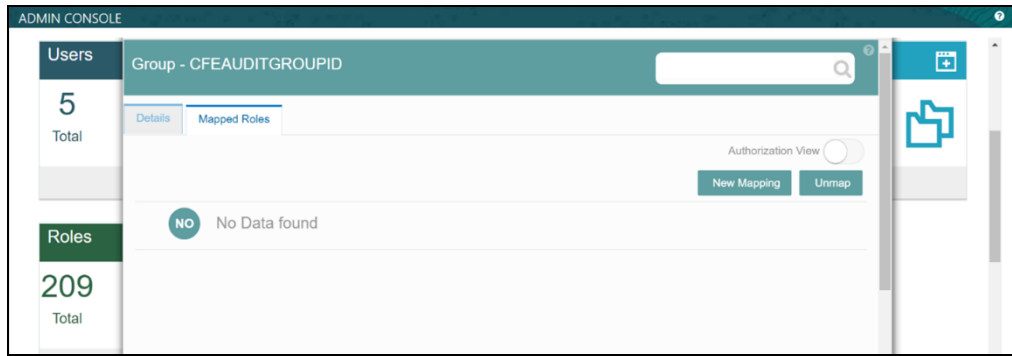 ADMIN CONSOLE
?
Users
5
Total
Roles
209
Total
Group - CFEAUDITGROUPID
?
Details
Mapped Roles
Authorization View
New Mapping
Unmap
NO
No Data found